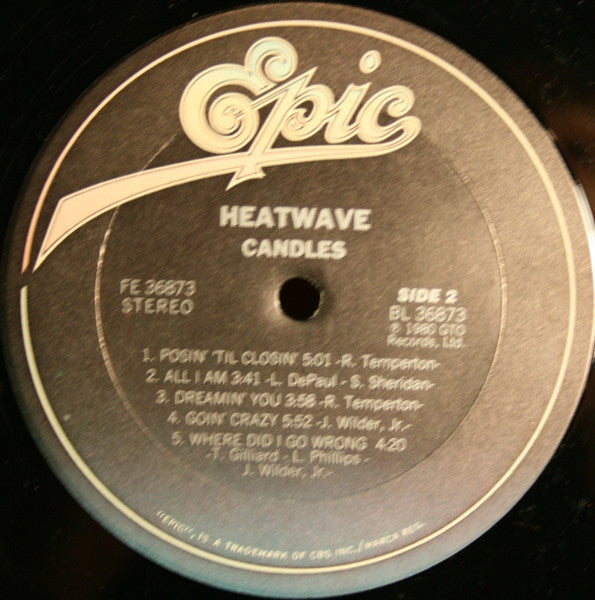 Epic
HEATWAVE
CANDLES
FE 36873
STEREO
SIDE 2
BL 36873
℗ 1980 GTO
Records, Ltd.
1. POSIN' 'TIL CLOSIN' 5:01 -R. Temperton-
2. ALL I AM 3:41 -L. DePaul - S. Sheridan-
3. DREAMIN' YOU 3:58 -R. Temperton-
4. GOIN' CRAZY 5:52 -J. Wilder, Jr.-
5. WHERE DID I GO WRONG 4:20
-T. Gilliard - L. Phillips -
J. Wilder, Jr.-
"EPIC", IS A TRADEMARK OF CBS INC./MARCA REG.